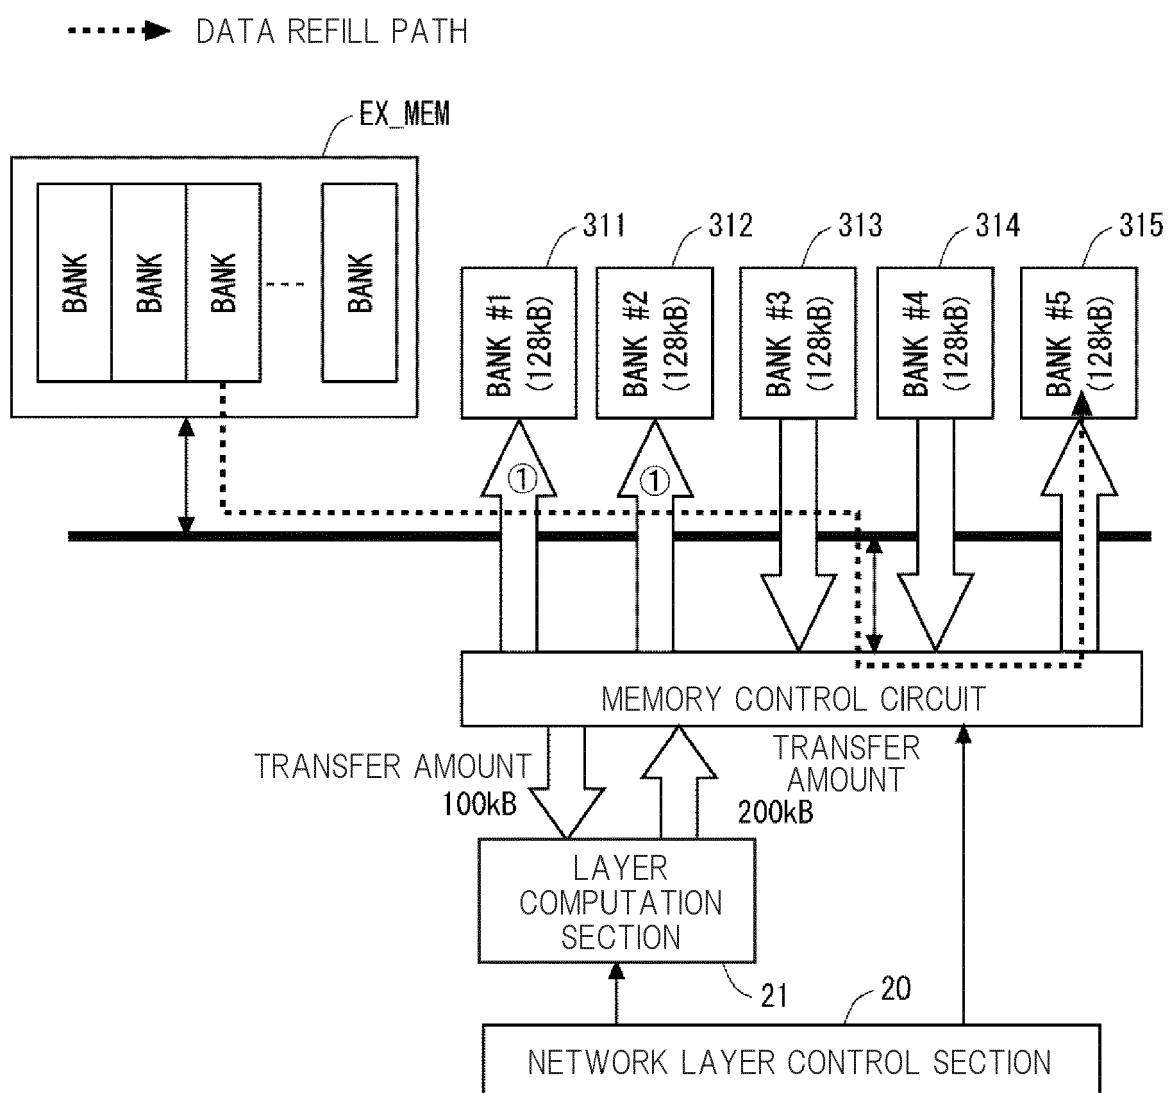 DATA REFILL PATH
EX_MEM
BANK
BANK
BANK
BANK
311
312
313
314
315
BANK #1
(128kB)
BANK #2
(128kB)
BANK #3
(128kB)
BANK #4
(128kB)
BANK #5
(128kB)
①
①
MEMORY CONTROL CIRCUIT
TRANSFER AMOUNT
100kB
TRANSFER
AMOUNT
200kB
LAYER
COMPUTATION
SECTION
21
20
NETWORK LAYER CONTROL SECTION